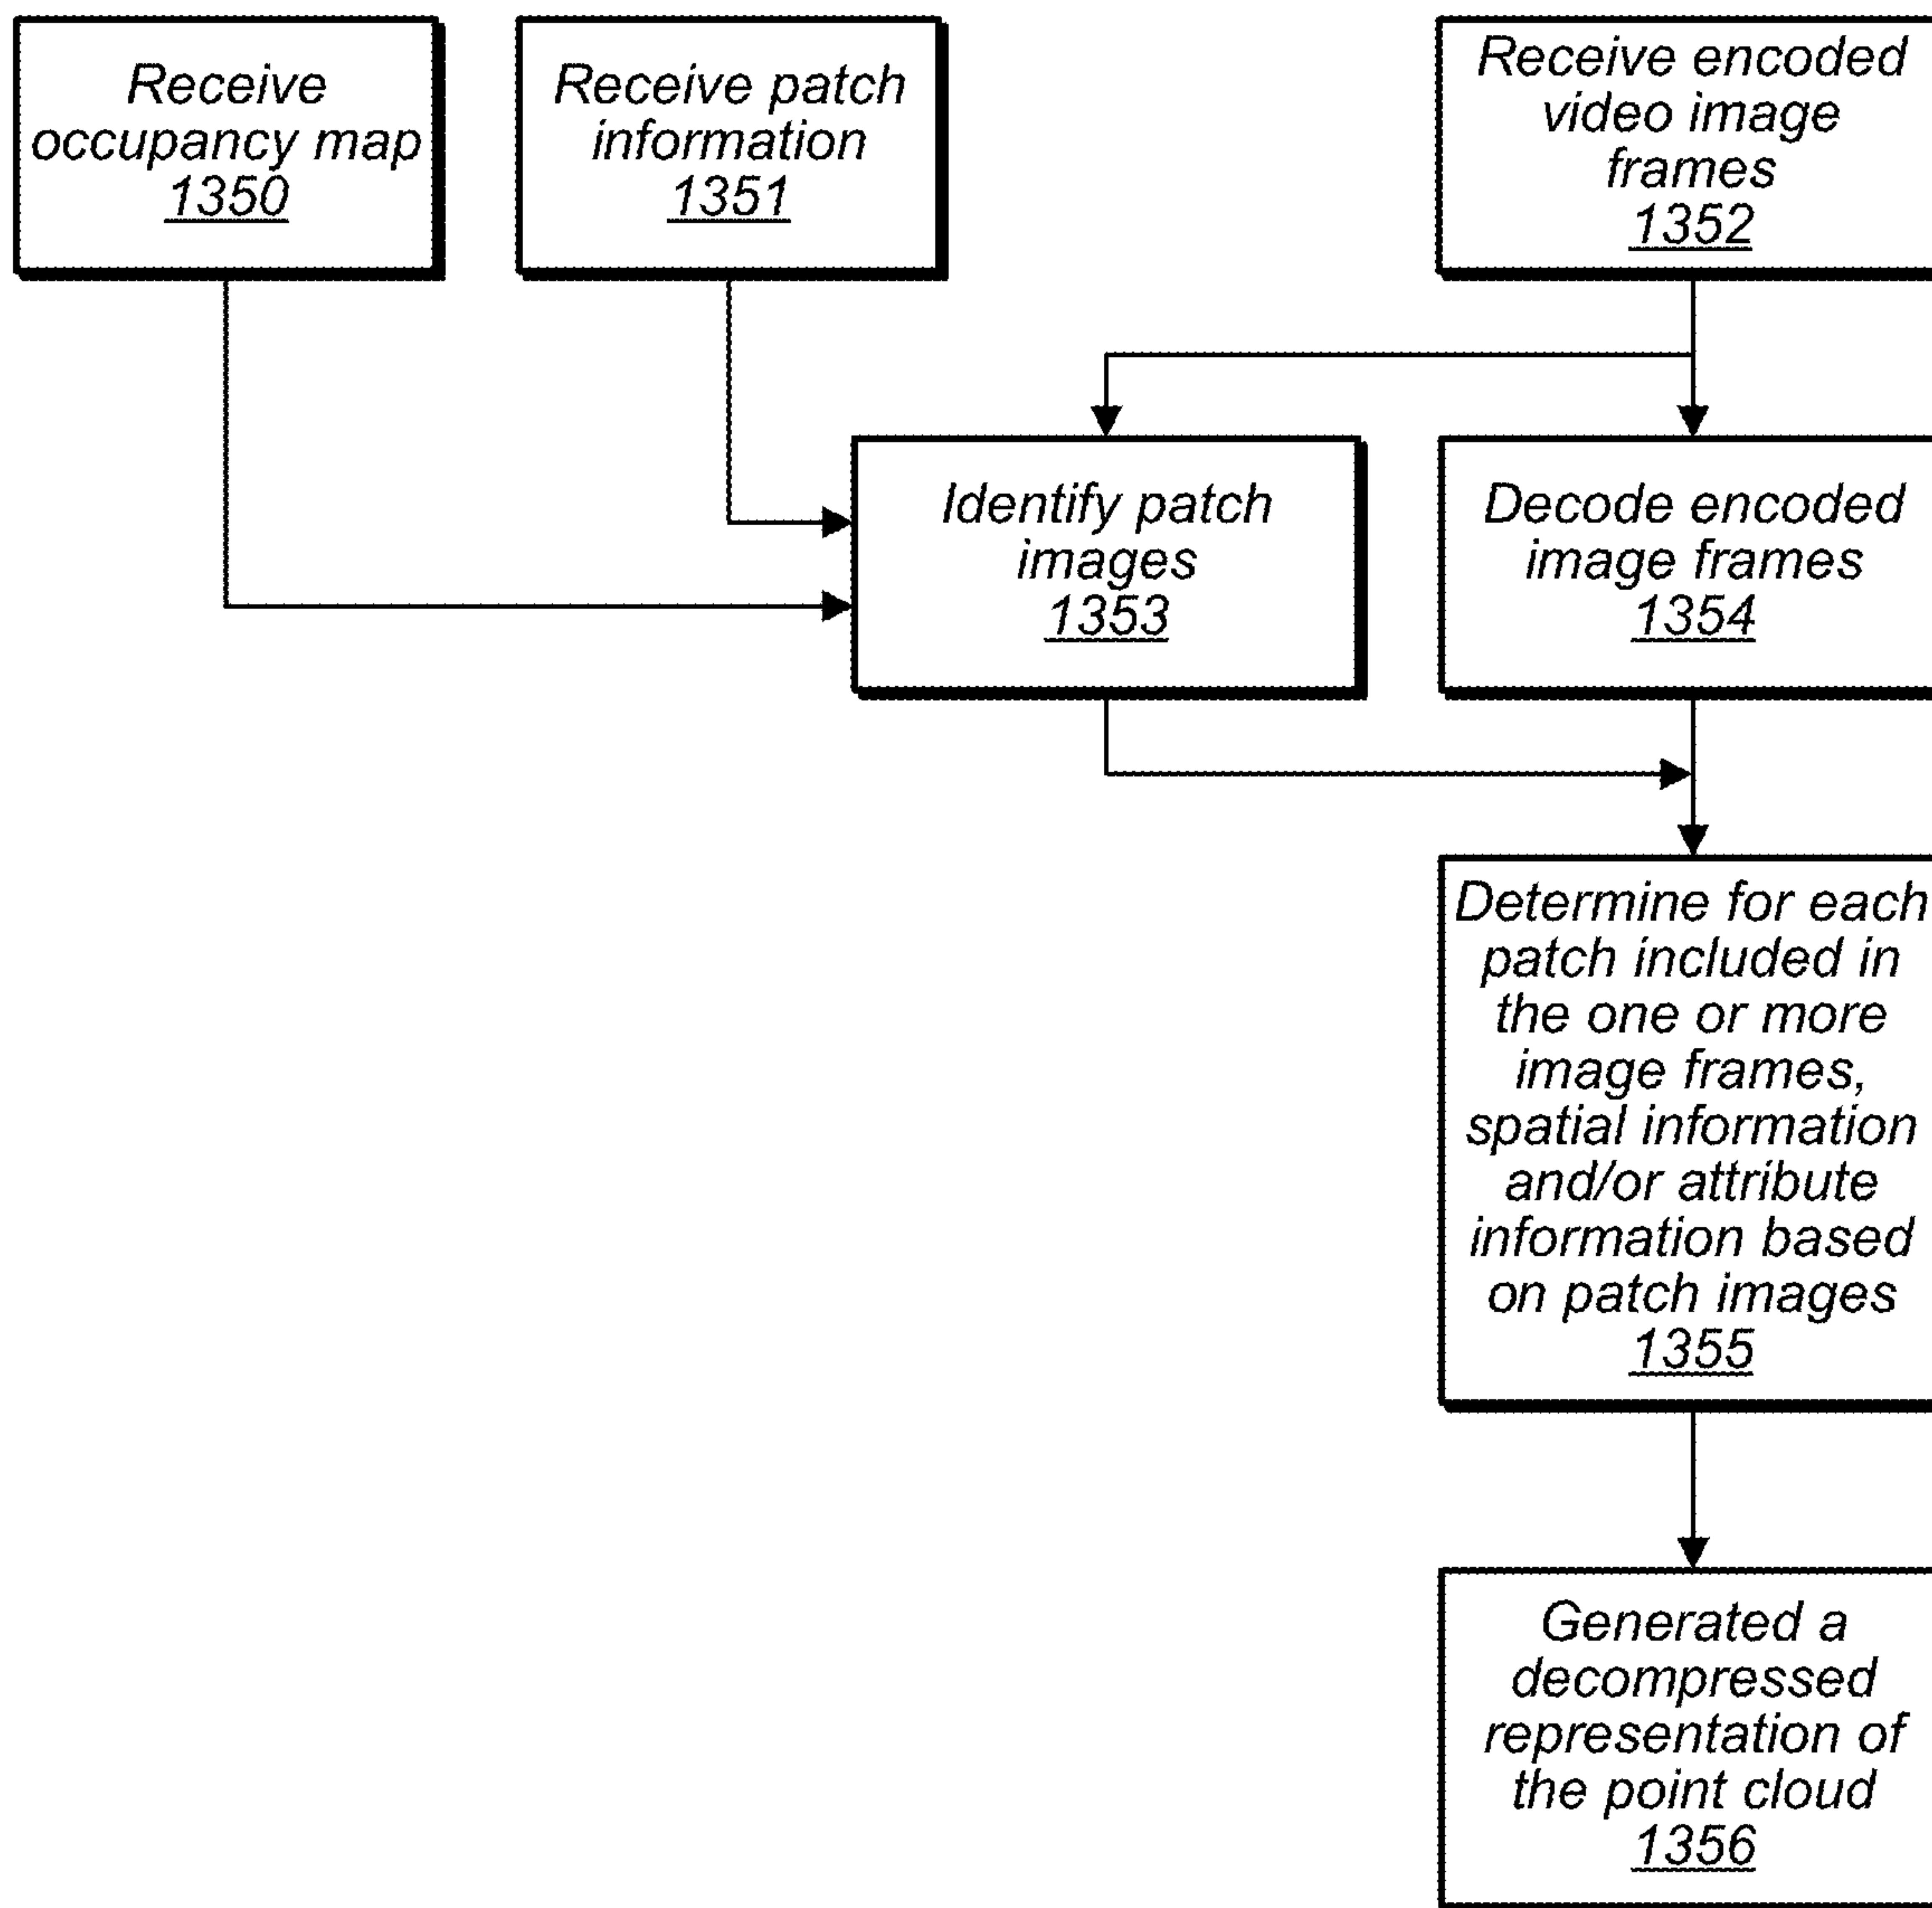 Receive
occupancy map
1350
Receive patch
information
1351
Receive encoded
video image
frames
1352
Identify patch
images
1353
Decode encoded
image frames
1354
Determine for each
patch included in
the one or more
image frames,
spatial information
and/or attribute
information based
on patch images
1355
Generated a
decompressed
representation of
the point cloud
1356